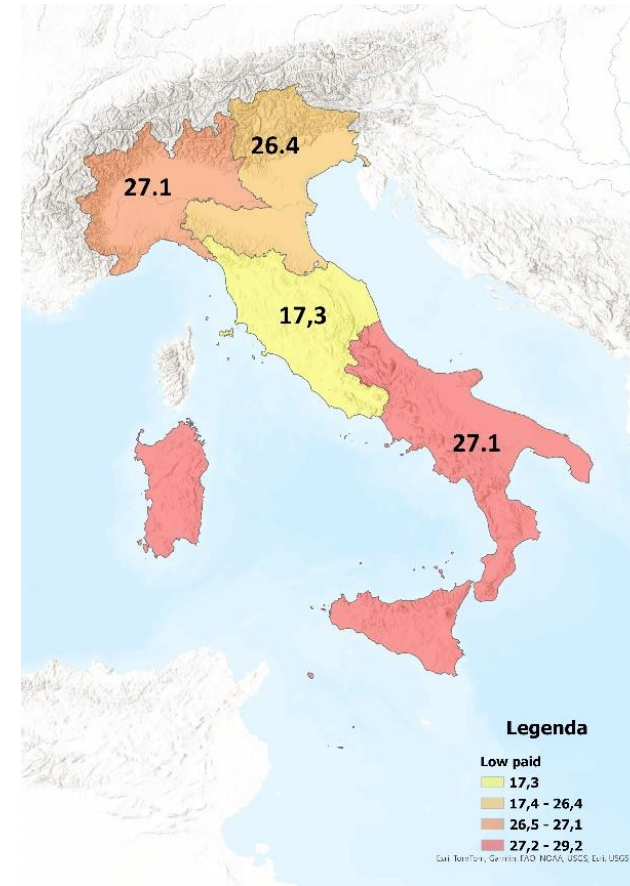 26.4
27.1
17,3
27.1
Legenda
Low paid
17,3
17,4 - 26,4
26,5 - 27,1
27,2 - 29,2
Esri, TomTom, Garmin, FAO, NOAA, USGS, Esri, USGS